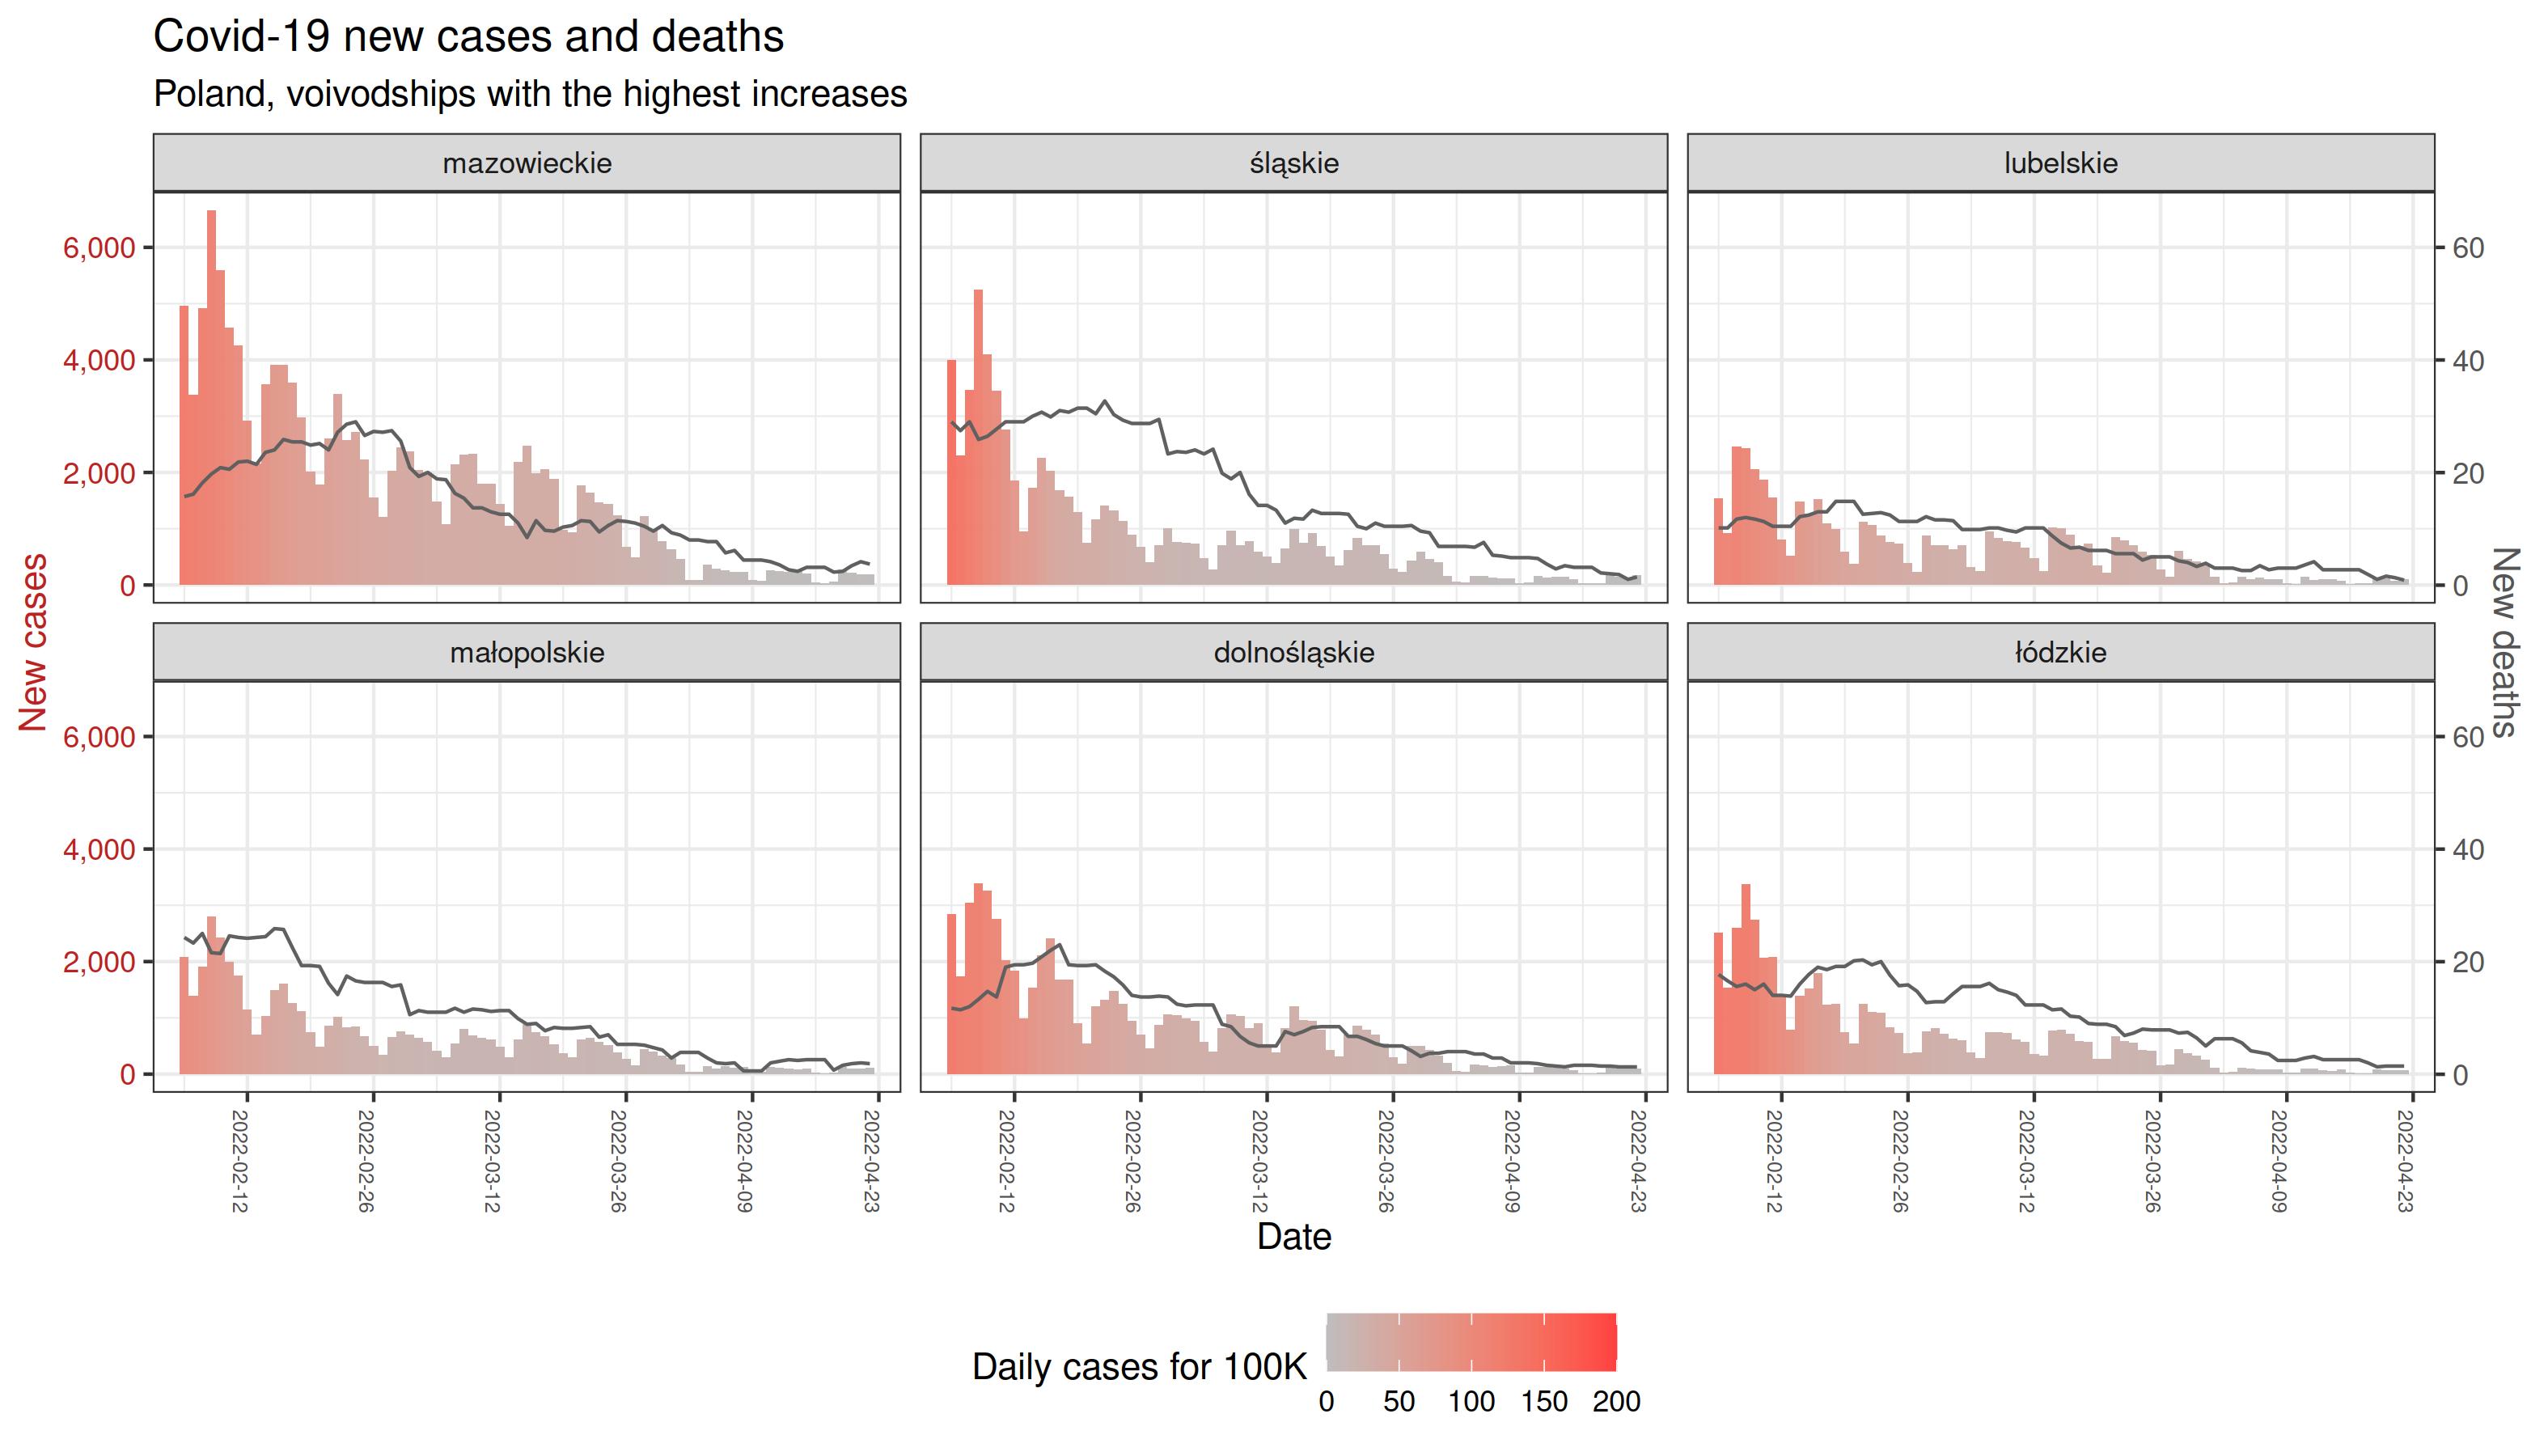 Covid-19 new cases and deaths
Poland, voivodships with the highest increases
mazowieckie
śląskie
lubelskie
6,000
4,000
2,000
0
60
40
20
0
małopolskie
dolnośląskie
łódzkie
6,000
4,000
2,000
0
60
40
20
0
New cases
New deaths
2022-02-12
2022-02-26
2022-03-12
2022-03-26
2022-04-09
2022-04-23
2022-02-12
2022-02-26
2022-03-12
2022-03-26
2022-04-09
2022-04-23
2022-02-12
2022-02-26
2022-03-12
2022-03-26
2022-04-09
2022-04-23
Date
Daily cases for 100K
0 50 100 150 200